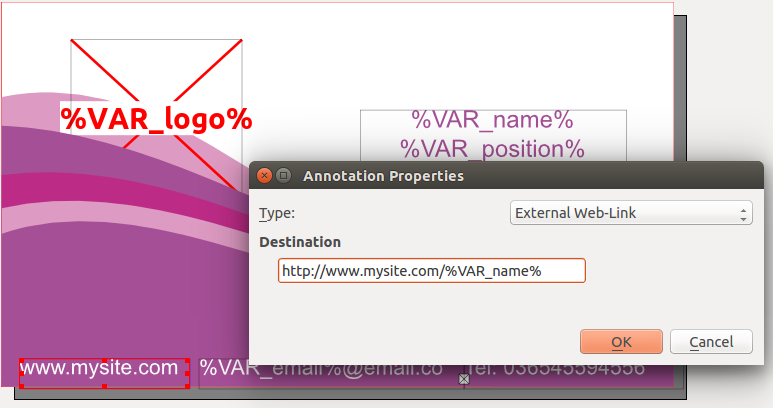 %VAR_logo%
%VAR_name%
%VAR_position%
Annotation Properties
Type:
External Web-Link
Destination
http://www.mysite.com/%VAR_name%
OK
Cancel
www.mysite.com
%VAR_email%@email.co
Tel. 036545594556